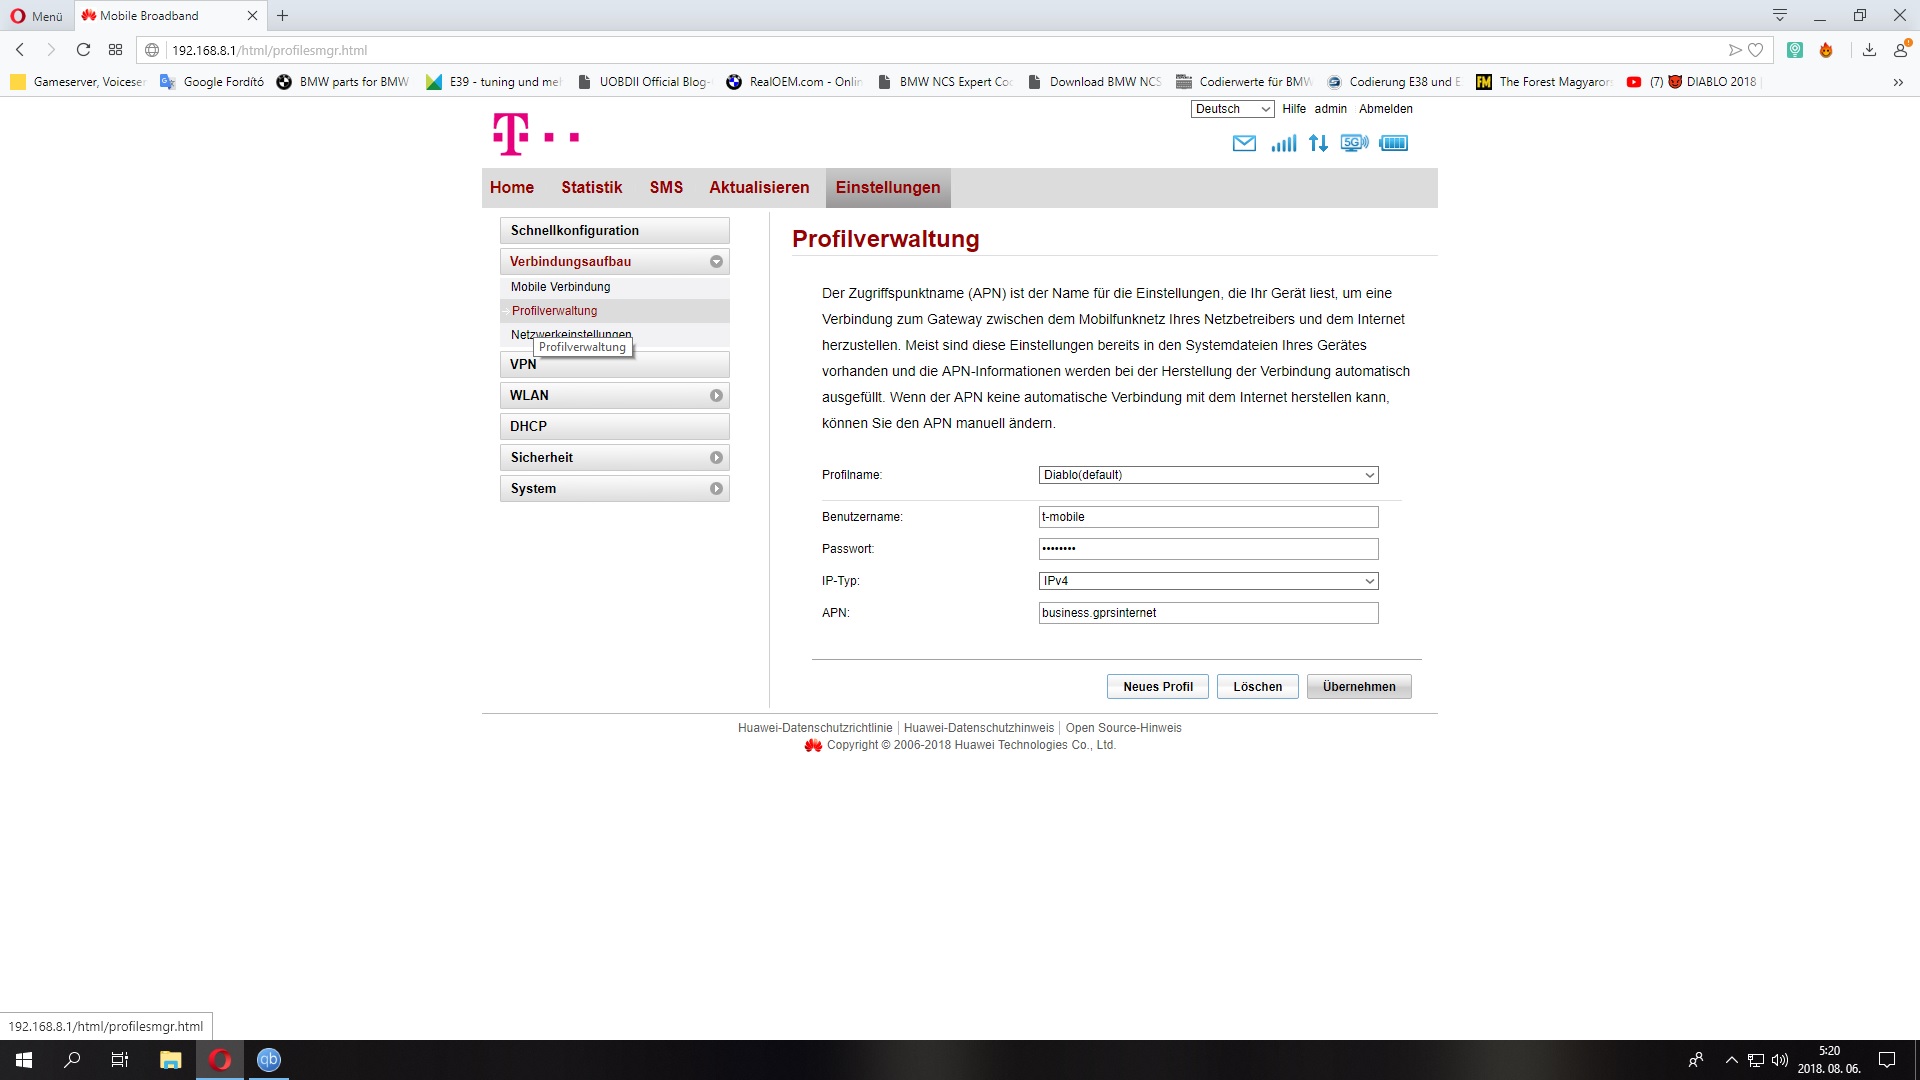 Menü
Mobile Broadband
192.168.8.1/html/profilesmgr.html
Gameserver, Voiceser
Google Fordító
BMW parts for BMW
E39 - tuning und me
UOBDII Official Blog-
RealOEM.com - Onlin
BMW NCS Expert Co
Download BMW NCS
Codierwerte für BMW
Codierung E38 und E
The Forest Magyaror
(7) DIABLO 2018
Deutsch
Hilfe
admin
Abmelden
T
5G
Home
Statistik
SMS
Aktualisieren
Einstellungen
Schnellkonfiguration
Verbindungsaufbau
Mobile Verbindung
Profilverwaltung
Netzwerkeinstellungen
Profilverwaltung
VPN
WLAN
DHCP
Sicherheit
System
Profilverwaltung
Der Zugriffspunktname (APN) ist der Name für die Einstellungen, die Ihr Gerät liest, um eine
Verbindung zum Gateway zwischen dem Mobilfunknetz Ihres Netzbetreibers und dem Internet
herzustellen. Meist sind diese Einstellungen bereits in den Systemdateien Ihres Gerätes
vorhanden und die APN-Informationen werden bei der Herstellung der Verbindung automatisch
ausgefüllt. Wenn der APN keine automatische Verbindung mit dem Internet herstellen kann,
können Sie den APN manuell ändern.
Profilname:
Diablo(default)
Benutzername:
t-mobile
Passwort:
••••••••
IP-Typ:
IPv4
APN:
business.gprsinternet
Neues Profil
Löschen
Übernehmen
Huawei-Datenschutzrichtlinie | Huawei-Datenschutzhinweis | Open Source-Hinweis
Copyright © 2006-2018 Huawei Technologies Co., Ltd.
192.168.8.1/html/profilesmgr.html
qb
5:20
2018. 08. 06.